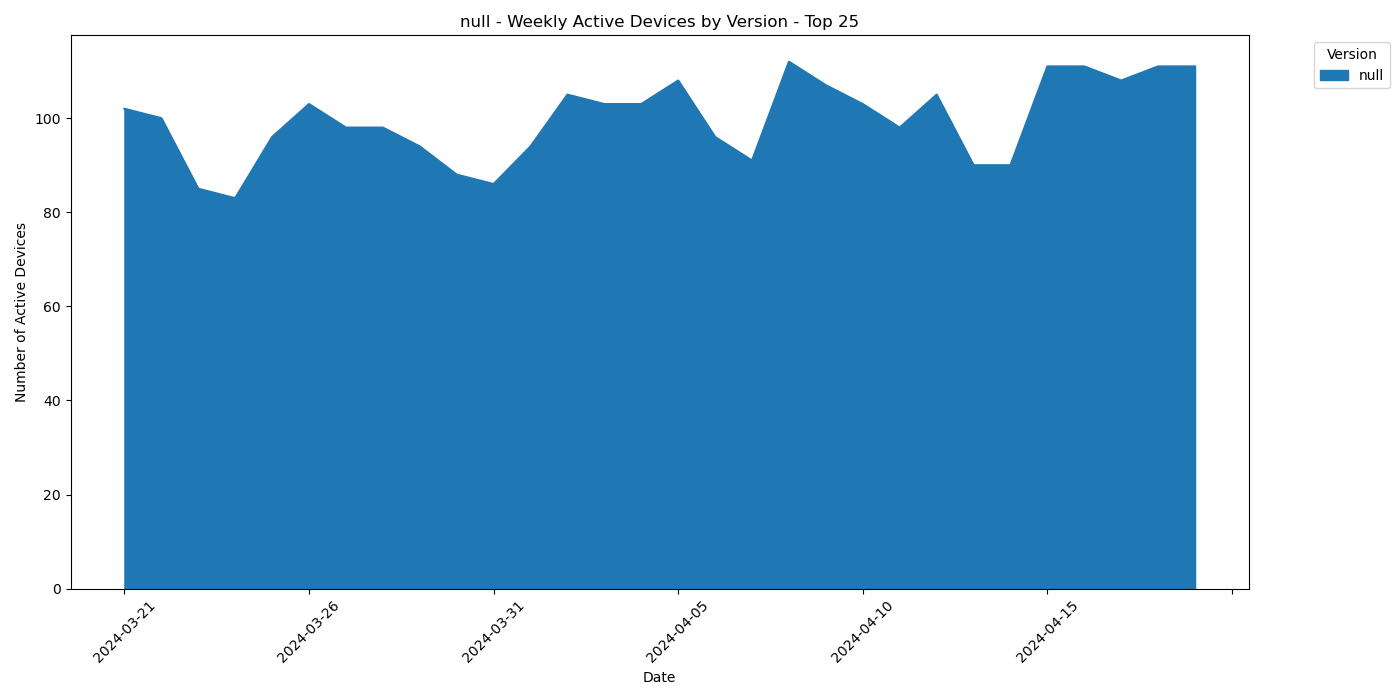 null - Weekly Active Devices by Version - Top 25
Version
null
Number of Active Devices
100
80
60
40
20
0
2024-03-21
2024-03-26
2024-03-31
2024-04-05
2024-04-10
2024-04-15
Date